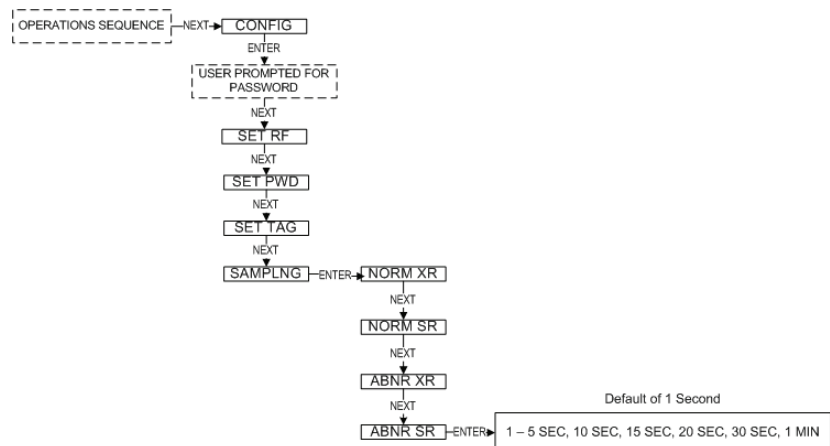 OPERATIONS SEQUENCE
NEXT
CONFIG
ENTER
USER PROMPTED FOR
PASSWORD
NEXT
SET RF
NEXT
SET PWD
NEXT
SET TAG
NEXT
SAMPLNG
ENTER
NORM XR
NEXT
NORM SR
NEXT
ABNR XR
NEXT
ABNR SR
ENTER
Default of 1 Second
1 – 5 SEC, 10 SEC, 15 SEC, 20 SEC, 30 SEC, 1 MIN